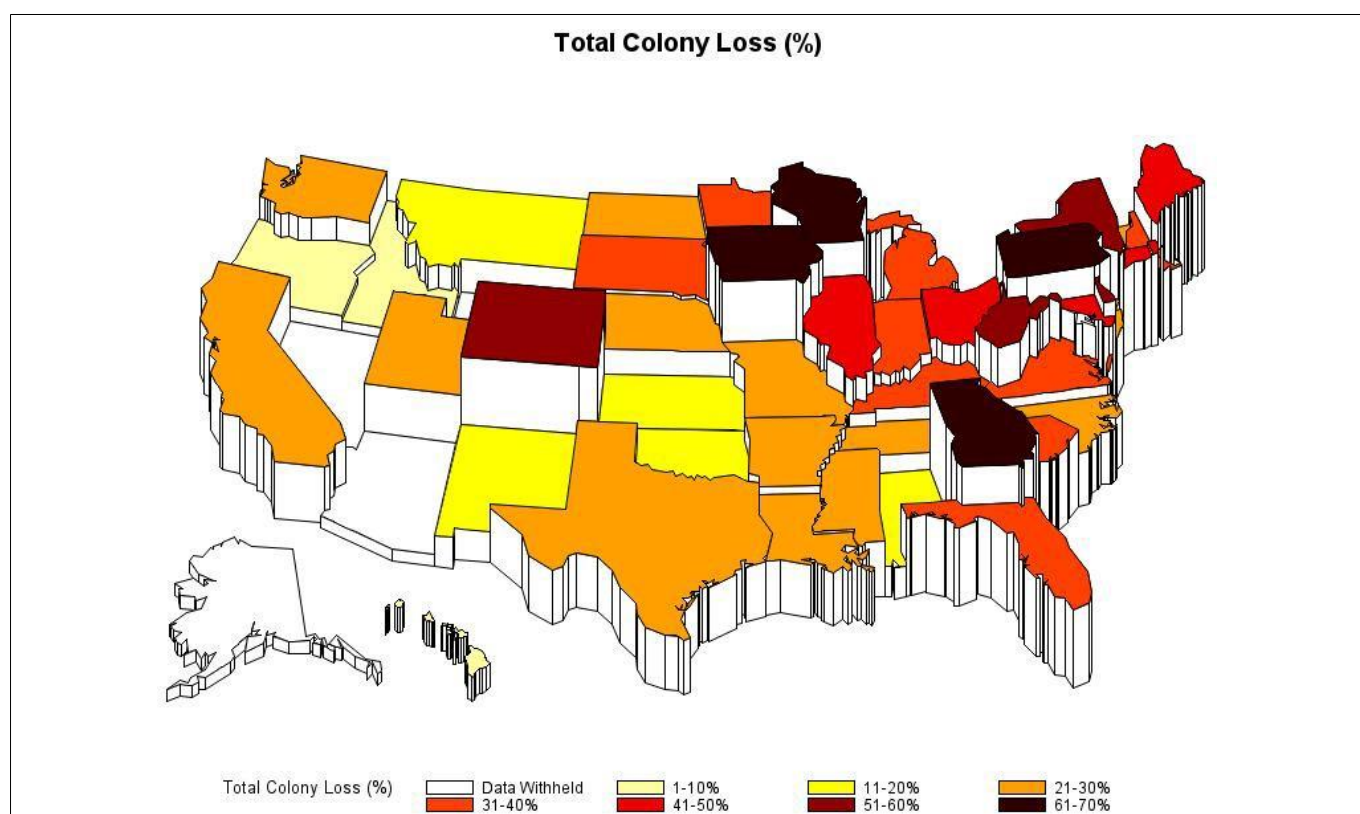 Total Colony Loss (%)
Total Colony Loss (%) Data Withheld 1-10% 11-20% 21-30%
31-40% 41-50% 51-60% 61-70%